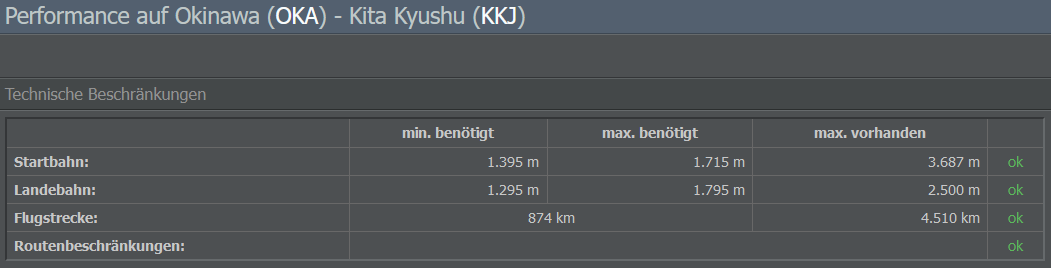 Performance auf Okinawa (OKA) - Kita Kyushu (KKJ)
Technische Beschränkungen
min. benötigt max. benötigt max. vorhanden
Startbahn: 1.395 m 1.715 m 3.687 m ok
Landebahn: 1.295 m 1.795 m 2.500 m ok
Flugstrecke: 874 km 4.510 km ok
Routenbeschränkungen: ok